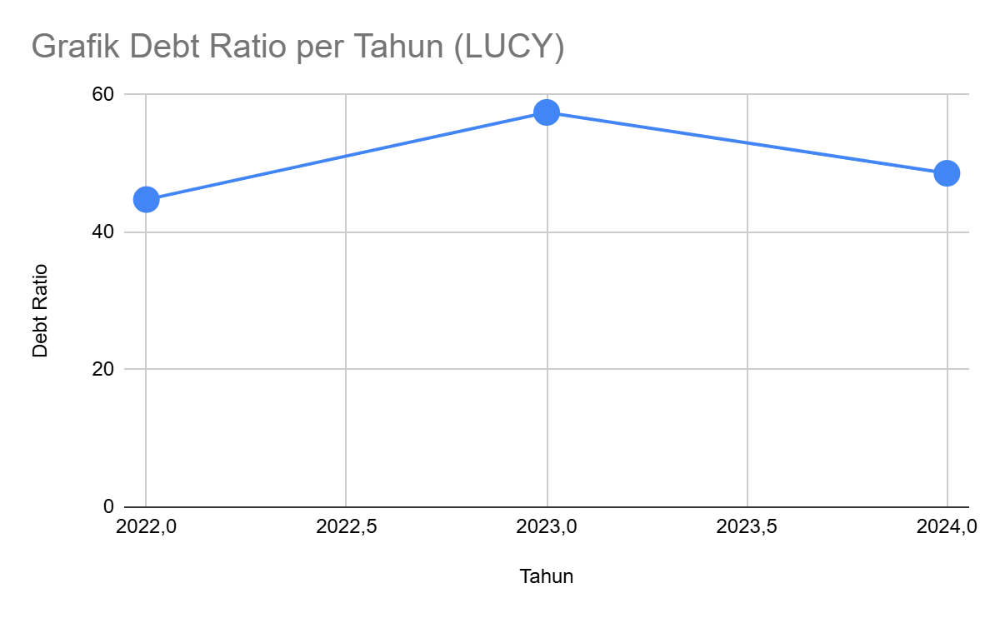 Grafik Debt Ratio per Tahun (LUCY)
60
40
20
0
Debt Ratio
2022,0 2022,5 2023,0 2023,5 2024,0
Tahun